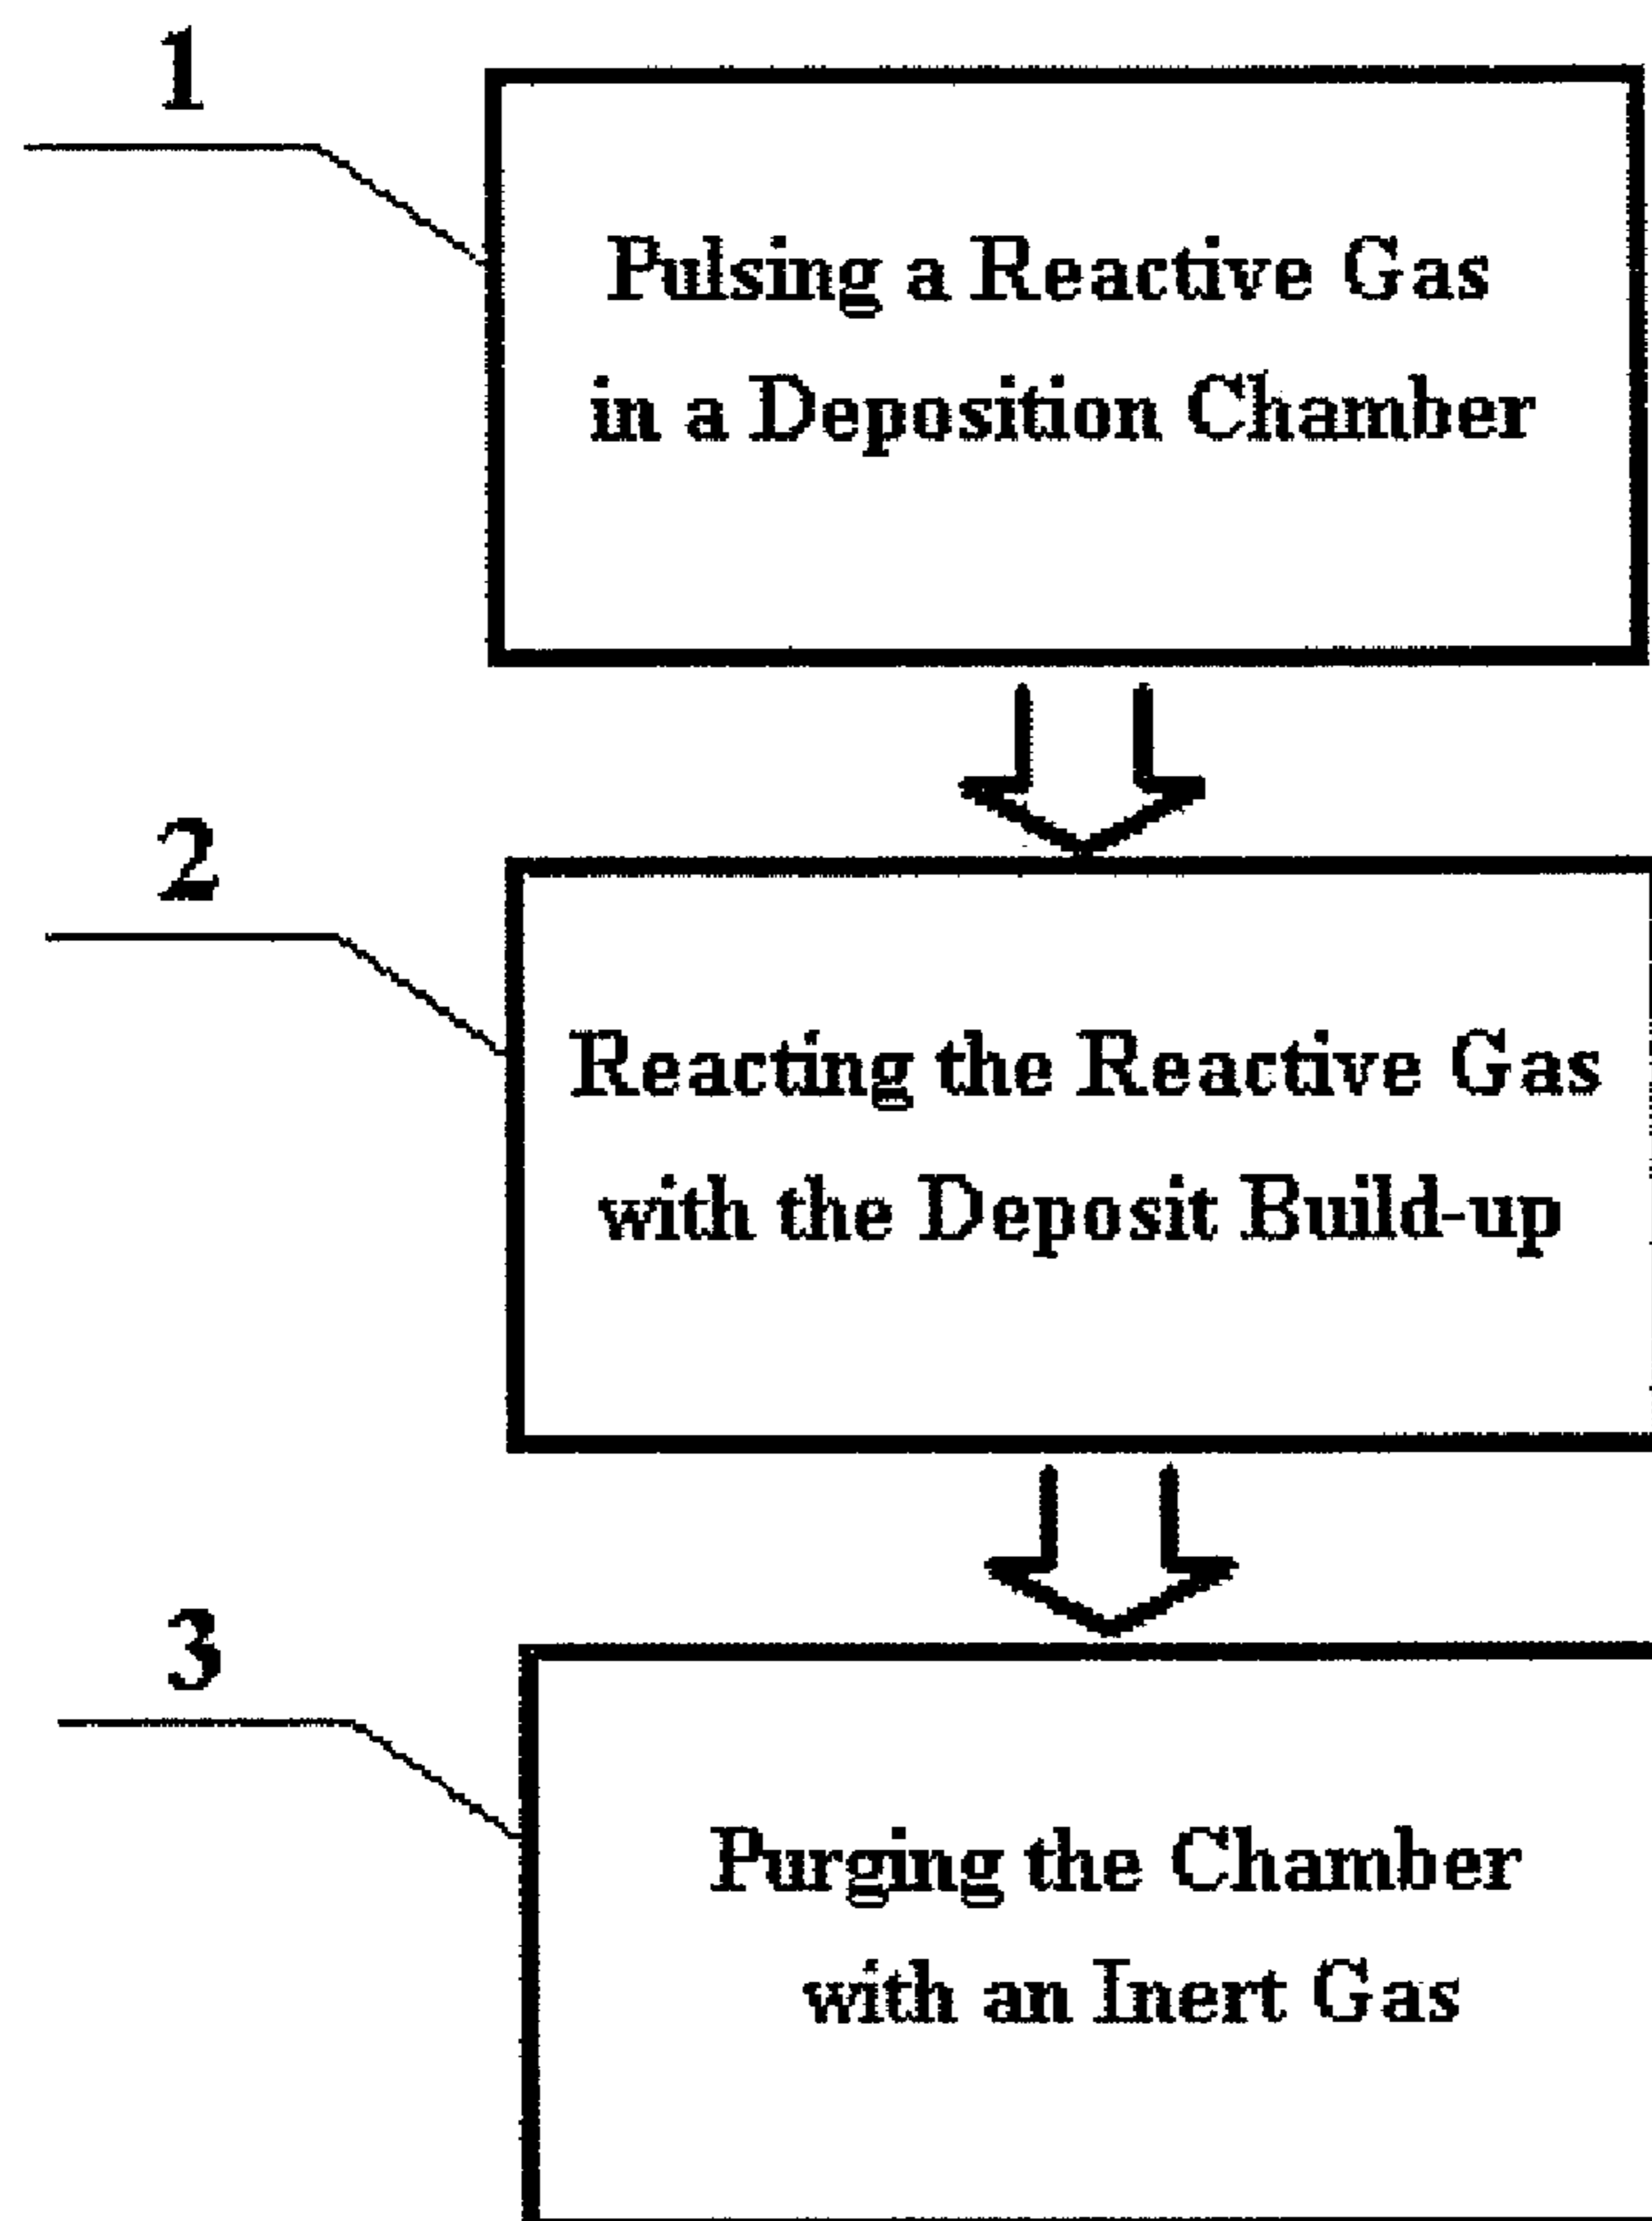 1
Pulsing a Reactive Gas
in a Deposition Chamber
2
Reacting the Reactive Gas
with the Deposit Build-up
3
Purging the Chamber
with an Inert Gas